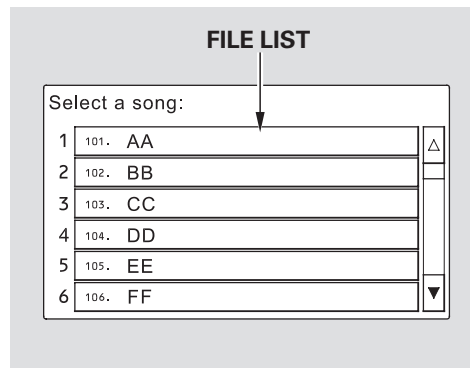 FILE LIST
Select a song:
1 101. AA
2 102. BB
3 103. CC
4 104. DD
5 105. EE
6 106. FF